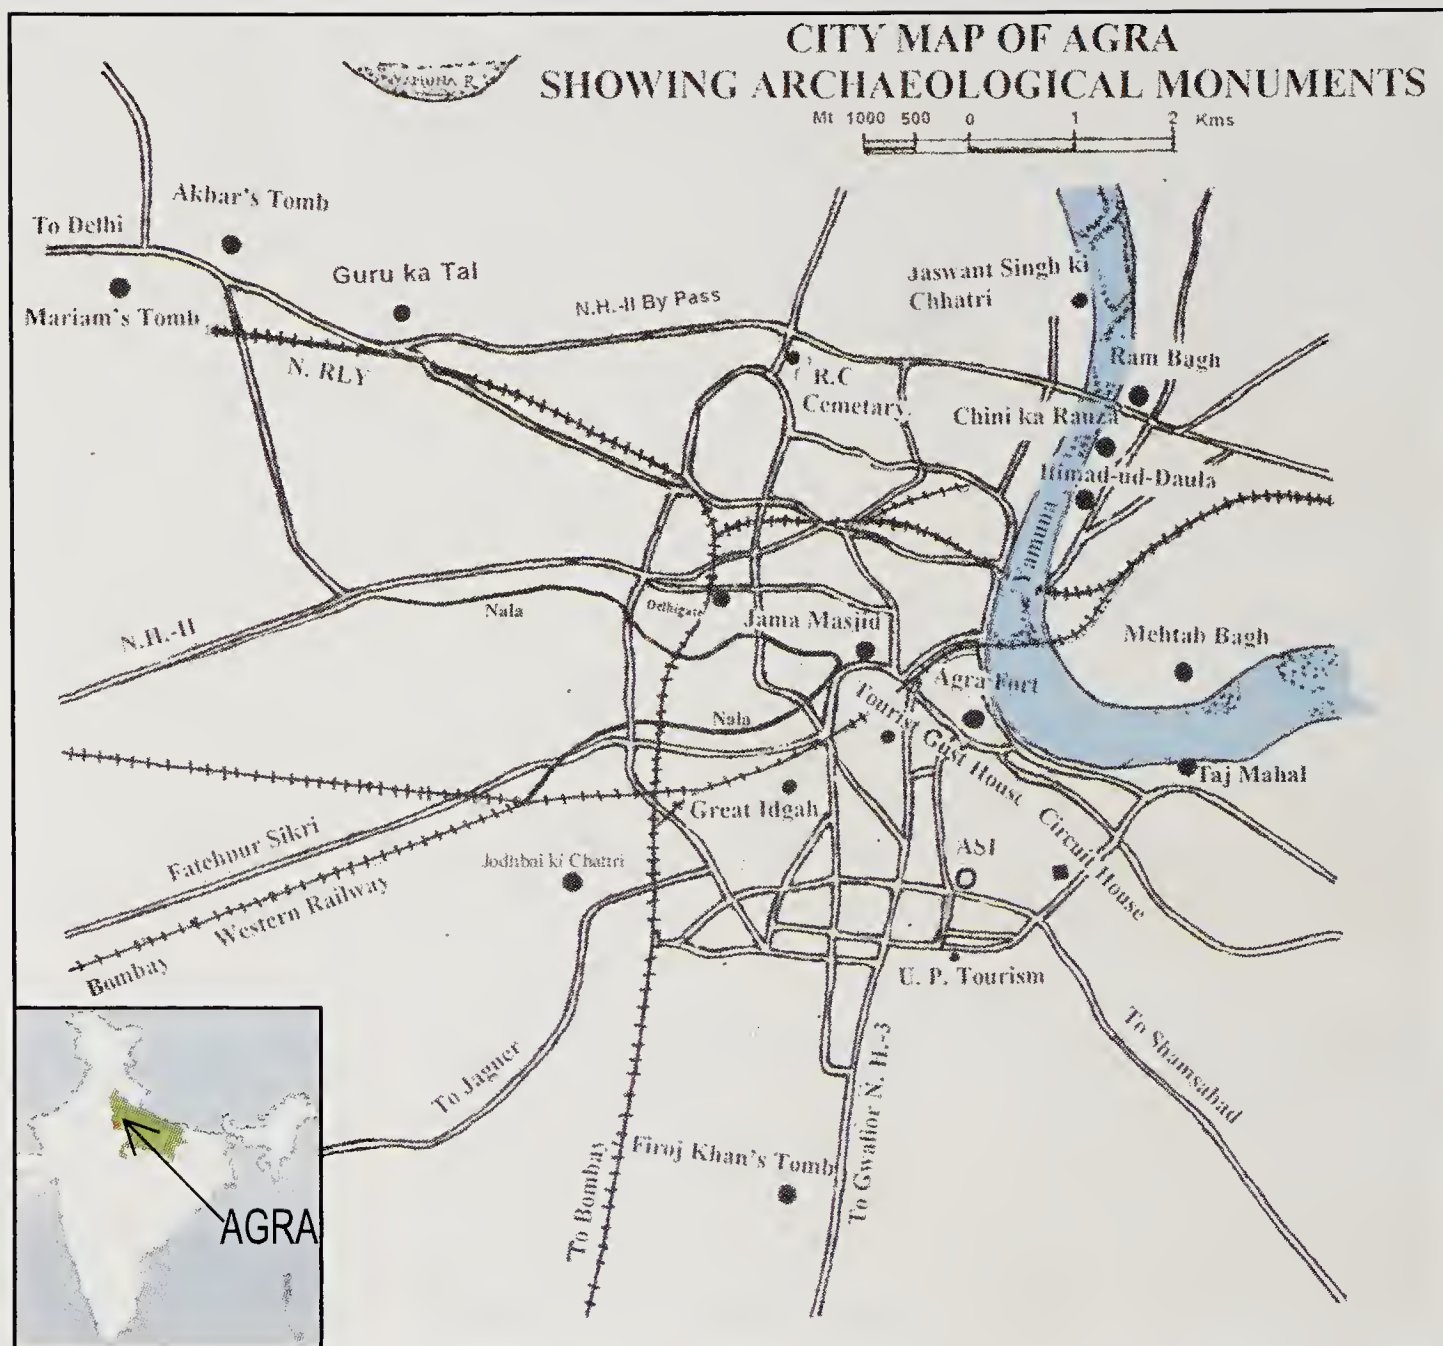 CITY MAP OF AGRA
SHOWING ARCHAEOLOGICAL MONUMENTS
YAMUNA R.
Mt 1000 500 0 1 2 Kms
Akbar's Tomb
To Delhi
Guru ka Tal
Mariam's Tomb
N. RLY
N.H.-II By Pass
Jaswant Singh ki
Chhatri
Ram Bagh
R.C
Cemetary
Chini ka Rauza
Itimad-ud-Daula
Yamuna
N.H.-II
Nala
Delhigate
Jama Masjid
Mehtab Bagh
Agra Fort
Nala
Tourist Gust House
Taj Mahal
Great Idgah
Fatehpur Sikri
Jodhbai ki Chattri
ASI
Circuit House
Western Railway
Bombay
U. P. Tourism
To Jagner
To Shamsabad
To Gwalior N. H.-3
To Bombay
Firoj Khan's Tomb
AGRA